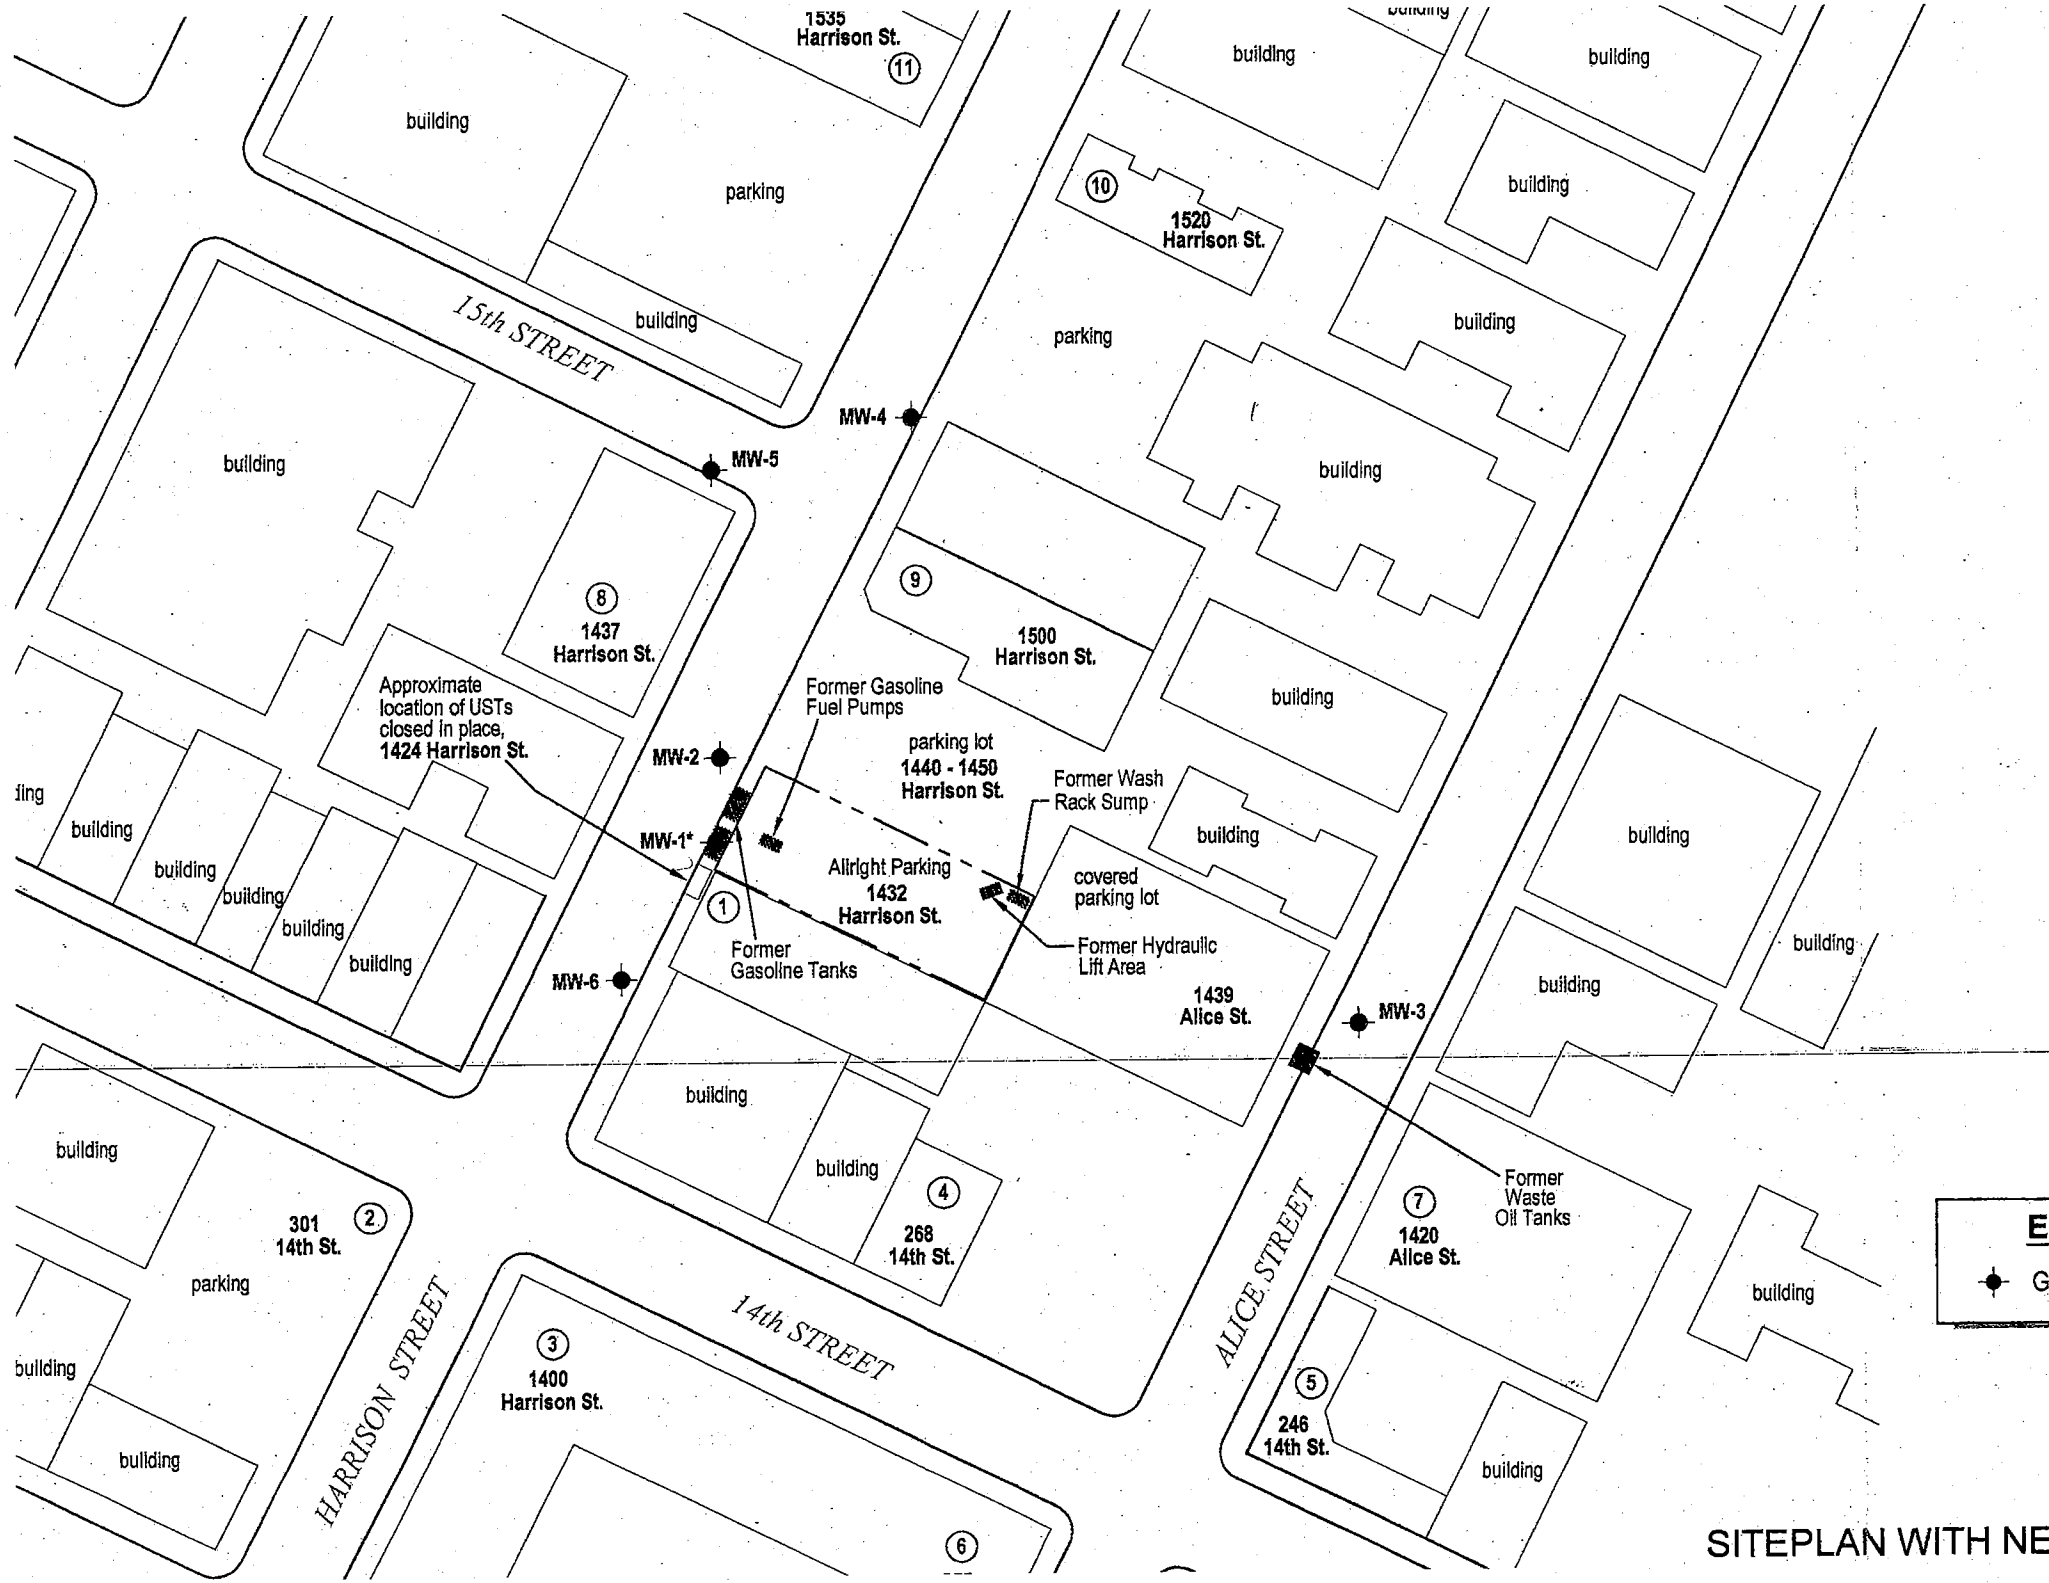 1535
Harrison St.
11
building
building
building
building
parking
10
1520
Harrison St.
building
15th STREET
building
parking
building
MW-4
MW-5
building
building
8
1437
Harrison St.
9
1500
Harrison St.
Approximate
location of USTs
closed in place,
1424 Harrison St.
Former Gasoline
Fuel Pumps
building
MW-2
parking lot
1440 - 1450
Harrison St.
Former Wash
Rack Sump
building
building
MW-1*
Allright Parking
1432
Harrison St.
covered
parking lot
building
building
building
building
building
1
Former
Gasoline Tanks
Former Hydraulic
Lift Area
building
building
MW-6
1439
Alice St.
MW-3
building
building
building
building
4
268
14th St.
7
1420
Alice St.
Former
Waste
Oil Tanks
301
14th St.
2
parking
ALICE STREET
building
HARRISON STREET
14th STREET
3
1400
Harrison St.
5
246
14th St.
building
building
building
6
E
G
SITEPLAN WITH NE